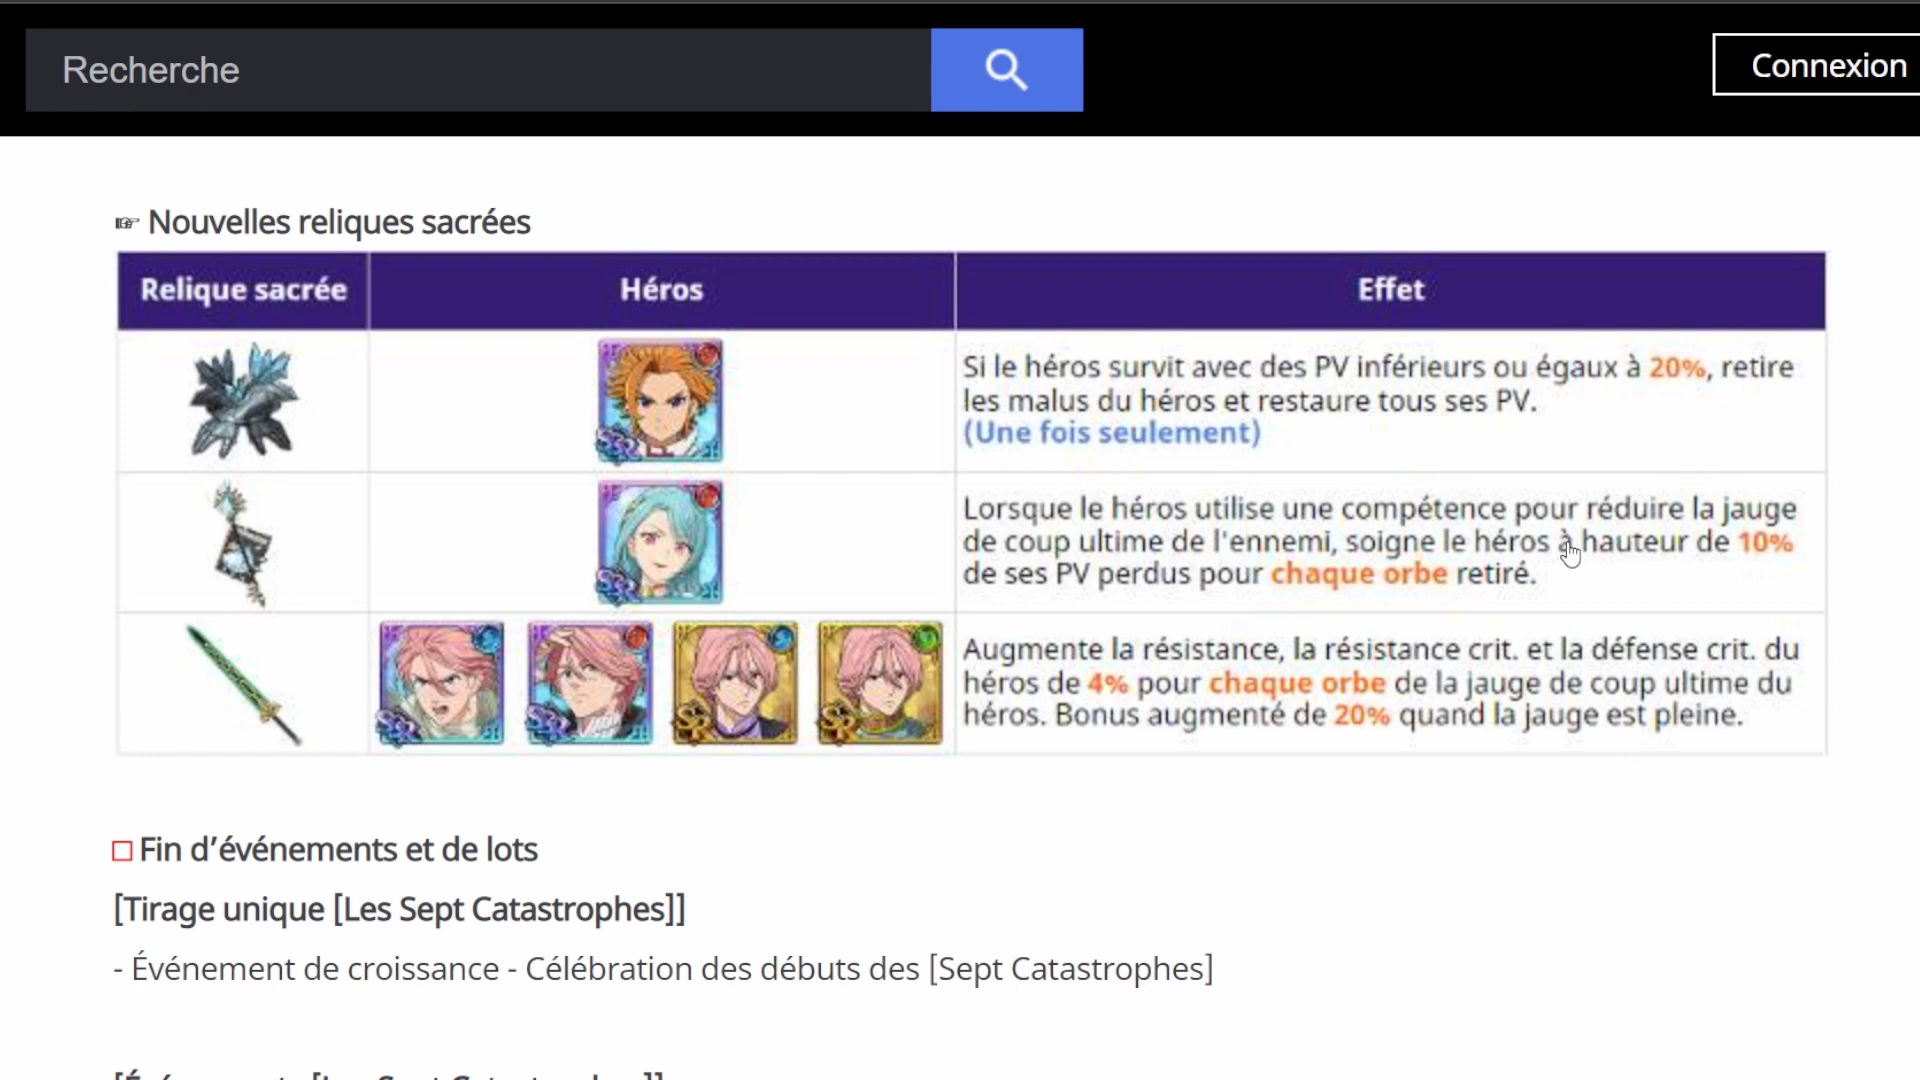 Recherche
Connexion
☞ Nouvelles reliques sacrées
Relique sacrée
Héros
Effet
Si le héros survit avec des PV inférieurs ou égaux à 20%, retire
les malus du héros et restaure tous ses PV.
(Une fois seulement)
Lorsque le héros utilise une compétence pour réduire la jauge
de coup ultime de l'ennemi, soigne le héros à hauteur de 10%
de ses PV perdus pour chaque orbe retiré.
Augmente la résistance, la résistance crit. et la défense crit. du
héros de 4% pour chaque orbe de la jauge de coup ultime du
héros. Bonus augmenté de 20% quand la jauge est pleine.
□ Fin d’événements et de lots
[Tirage unique [Les Sept Catastrophes]]
- Événement de croissance - Célébration des débuts des [Sept Catastrophes]